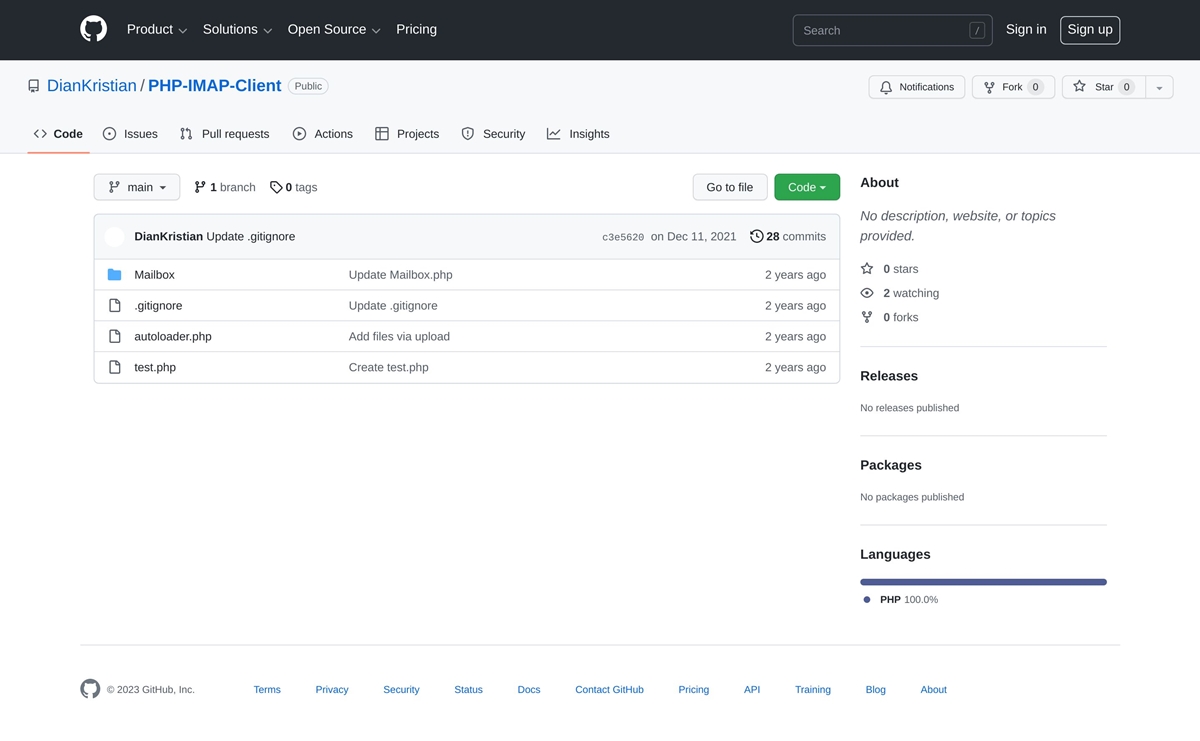 Product Solutions Open Source Pricing Search / Sign in Sign up
DianKristian / PHP-IMAP-Client Public Notifications Fork 0 Star 0
Code Issues Pull requests Actions Projects Security Insights
main 1 branch 0 tags Go to file Code
DianKristian Update .gitignore c3e5620 on Dec 11, 2021 28 commits
Mailbox Update Mailbox.php 2 years ago
.gitignore Update .gitignore 2 years ago
autoloader.php Add files via upload 2 years ago
test.php Create test.php 2 years ago
About
No description, website, or topics
provided.
0 stars
2 watching
0 forks
Releases
No releases published
Packages
No packages published
Languages
PHP 100.0%
© 2023 GitHub, Inc. Terms Privacy Security Status Docs Contact GitHub Pricing API Training Blog About